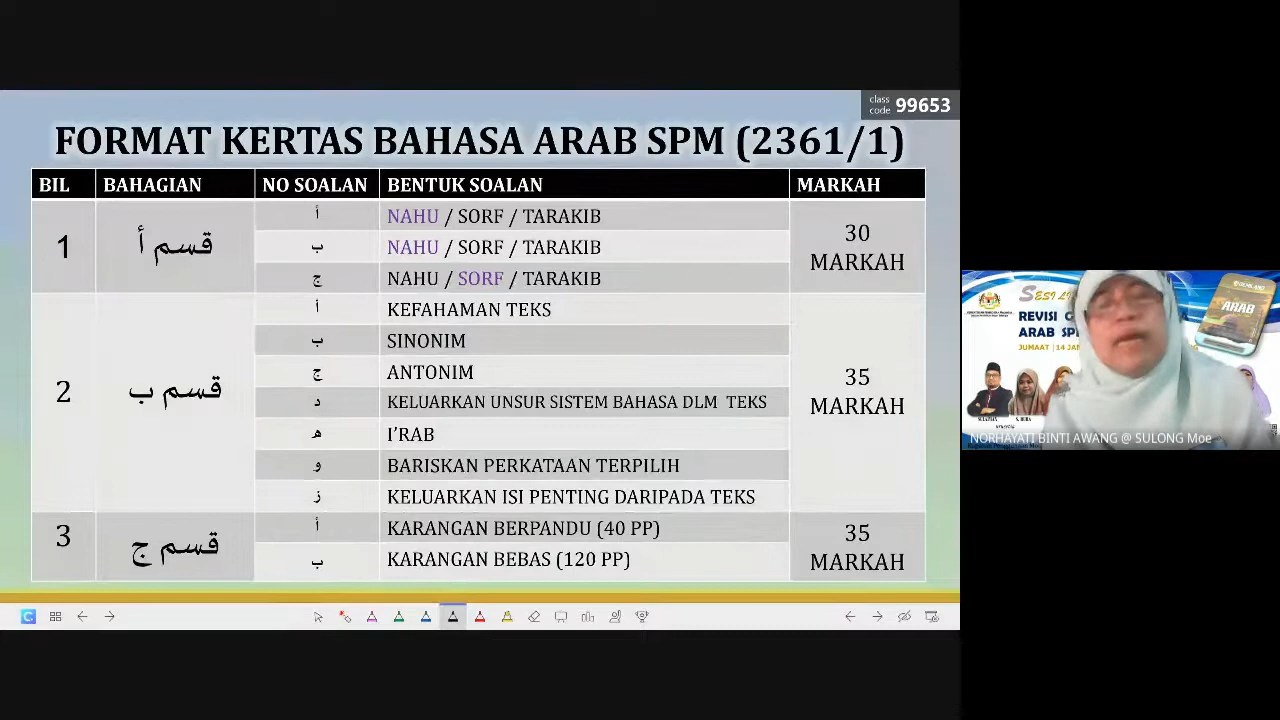 class code 99653
FORMAT KERTAS BAHASA ARAB SPM (2361/1)
BIL BAHAGIAN NO SOALAN BENTUK SOALAN MARKAH
1 قسم أ 30 MARKAH
أ NAHU / SORF / TARAKIB
ب NAHU / SORF / TARAKIB
ج NAHU / SORF / TARAKIB
2 قسم ب 35 MARKAH
أ KEFAHAMAN TEKS
ب SINONIM
ج ANTONIM
د KELUARKAN UNSUR SISTEM BAHASA DLM TEKS
ه I’RAB
و BARISKAN PERKATAAN TERPILIH
ز KELUARKAN ISI PENTING DARIPADA TEKS
3 قسم ج 35 MARKAH
أ KARANGAN BERPANDU (40 PP)
ب KARANGAN BEBAS (120 PP)
SESI
REVISI
ARAB
JUMAAT 14
ARAB
NORHAYATI BINTI AWANG @ SULONG Moe